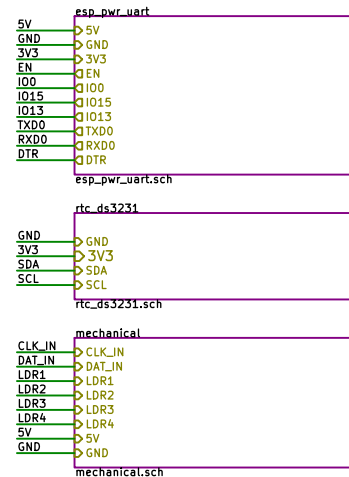 esp_pwr_uart
5V 5V
GND GND
3V3 3V3
EN EN
IO0 IO0
IO15 IO15
IO13 IO13
TXD0 TXD0
RXD0 RXD0
DTR DTR
esp_pwr_uart.sch
rtc_ds3231
GND GND
3V3 3V3
SDA SDA
SCL SCL
rtc_ds3231.sch
mechanical
CLK_IN CLK_IN
DAT_IN DAT_IN
LDR1 LDR1
LDR2 LDR2
LDR3 LDR3
LDR4 LDR4
5V 5V
GND GND
mechanical.sch